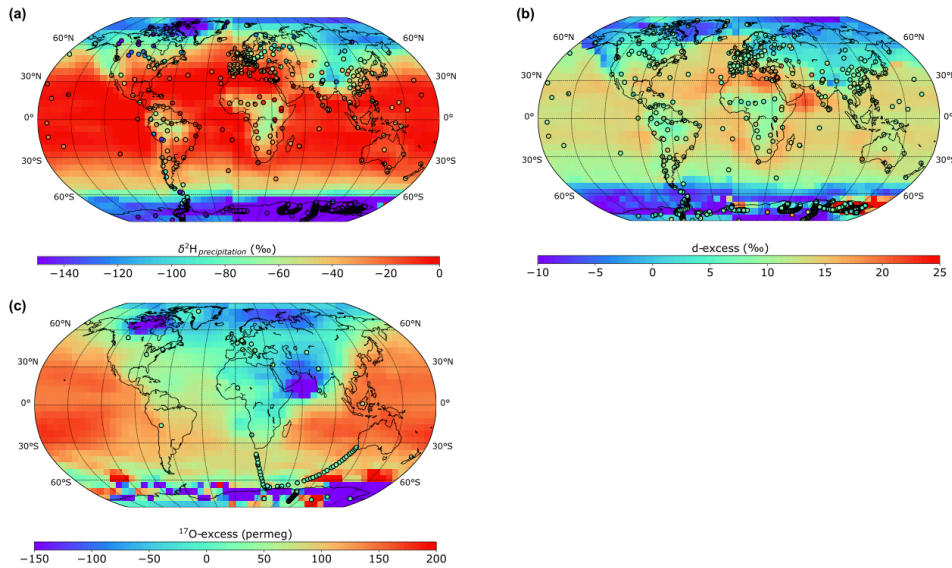 (a)
60°N
60°N
30°N
30°N
0°
0°
30°S
30°S
60°S
60°S
δ²H precipitation (‰)
−140 −120 −100 −80 −60 −40 −20 0
(b)
60°N
60°N
30°N
30°N
0°
0°
30°S
30°S
60°S
60°S
d-excess (‰)
−10 −5 0 5 10 15 20 25
(c)
60°N
60°N
30°N
30°N
0°
0°
30°S
30°S
60°S
60°S
¹⁷O-excess (permeg)
−150 −100 −50 0 50 100 150 200